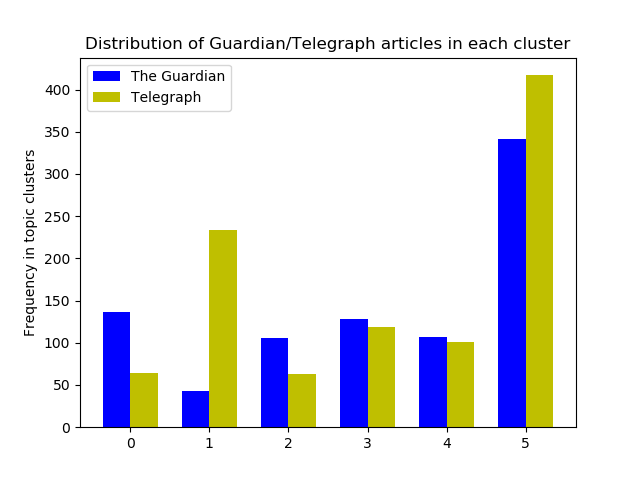 Distribution of Guardian/Telegraph articles in each cluster
The Guardian
Telegraph
Frequency in topic clusters
400
350
300
250
200
150
100
50
0
0 1 2 3 4 5